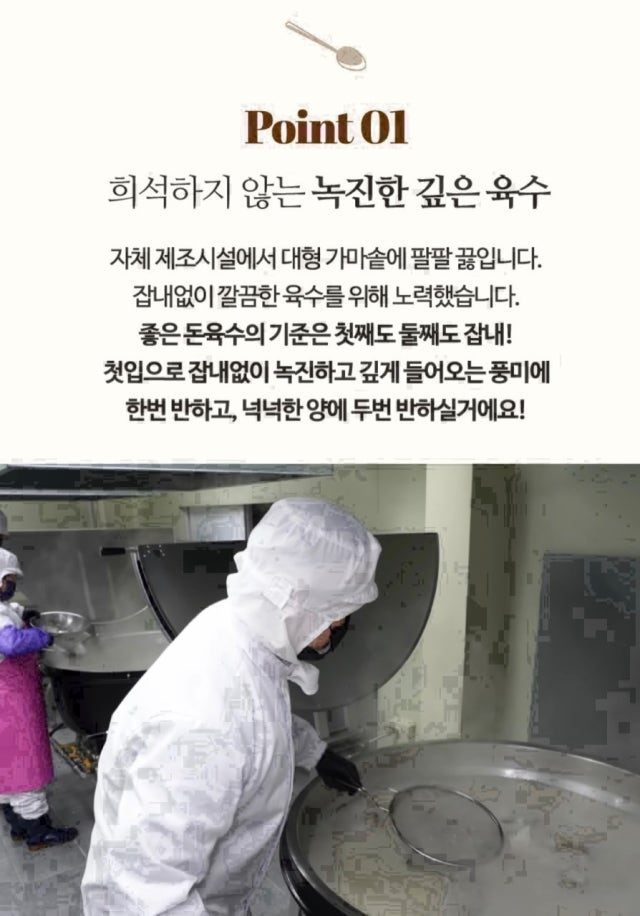 Point 01
희석하지 않는 녹진한 깊은 육수
자체 제조시설에서 대형 가마솥에 팔팔 끓입니다.
잡내없이 깔끔한 육수를 위해 노력했습니다.
좋은 돈육수의 기준은 첫째도 둘째도 잡내!
첫입으로 잡내없이 녹진하고 깊게 들어오는 풍미에
한번 반하고, 넉넉한 양에 두번 반하실거에요!